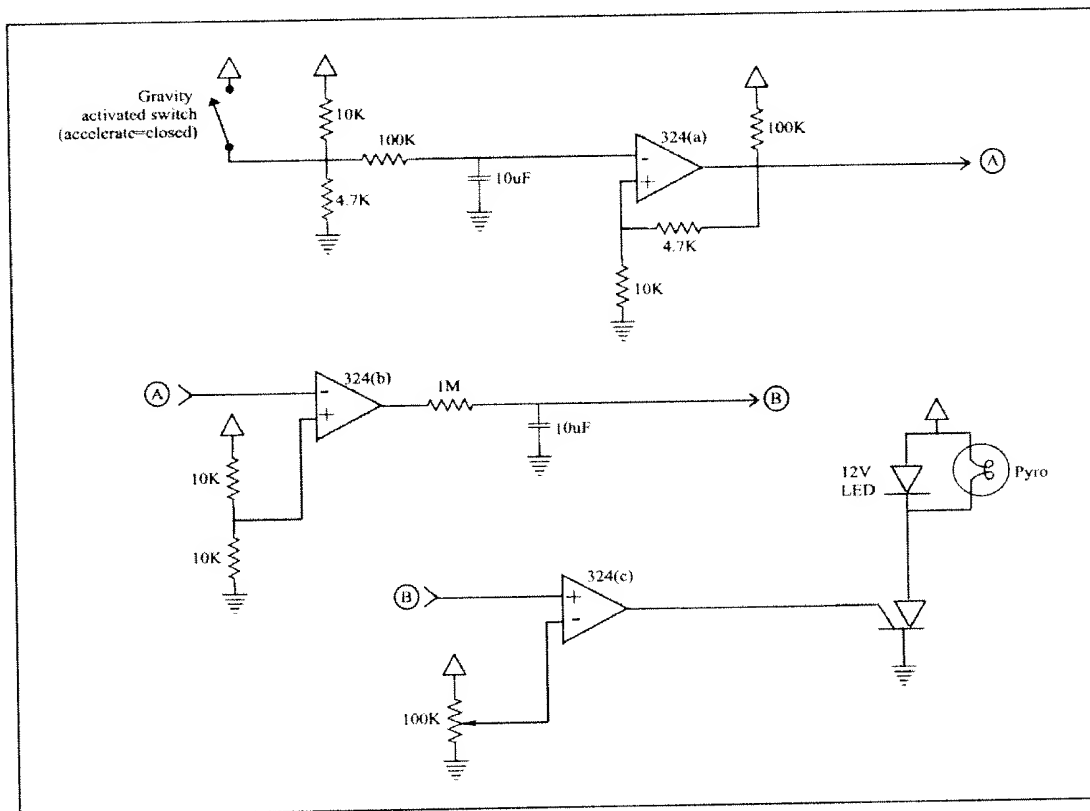 Gravity
activated switch
(accelerate=closed)
10K
100K
4.7K
10uF
-
+
324(a)
100K
4.7K
10K
A
A
-
+
324(b)
1M
10uF
B
10K
10K
12V
LED
Pyro
B
+
-
324(c)
100K